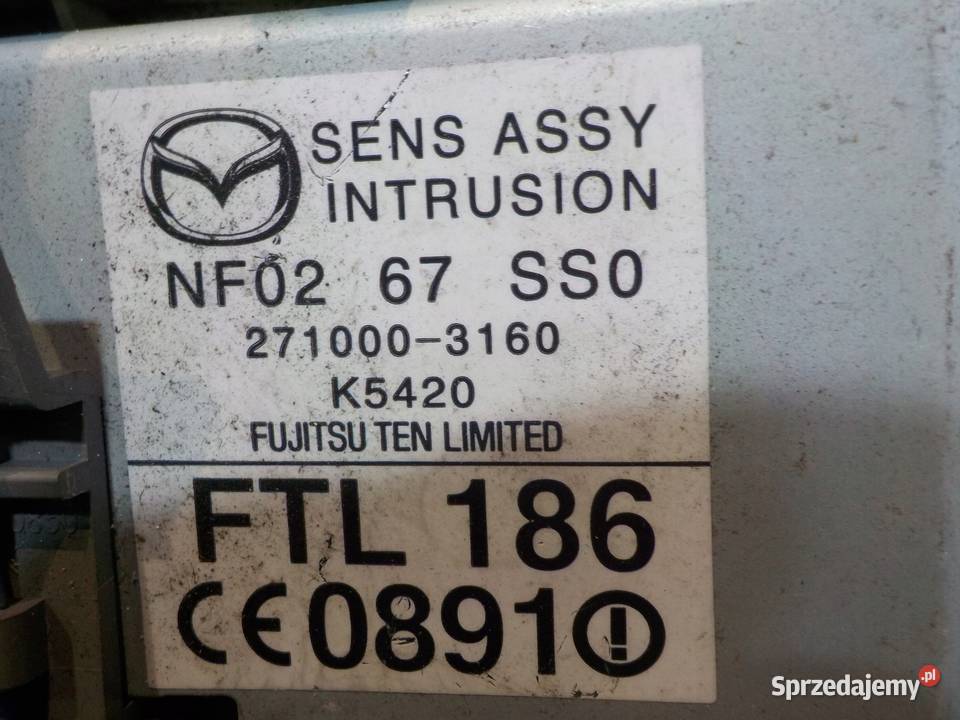 SENS ASSY
INTRUSION
NF02 67 SS0
271000-3160
K5420
FUJITSU TEN LIMITED
FTL 186
CE0891
Sprzedajemy.pl